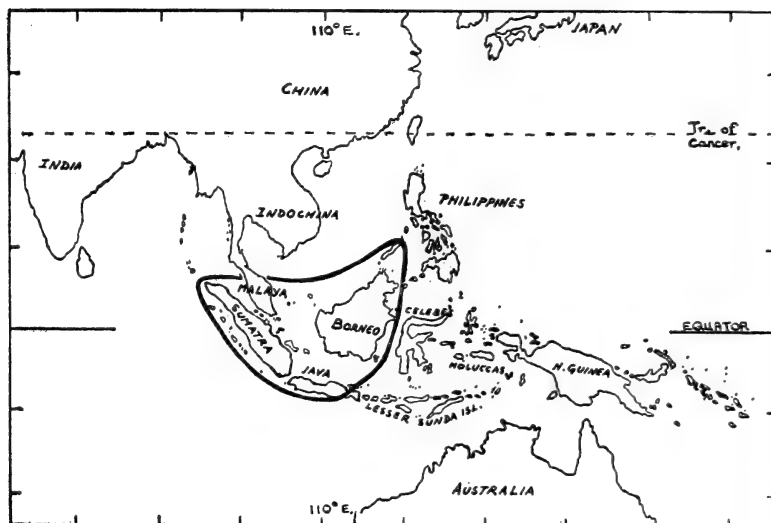 110° E.
JAPAN
CHINA
Tr. of
Cancer.
INDIA
INDOCHINA
PHILIPPINES
MALAYA
SUMATRA
BORNEO
CELEBES
EQUATOR
JAVA
MOLUCCAS
N. GUINEA
LESSER SUNDA ISL.
110° E.
AUSTRALIA